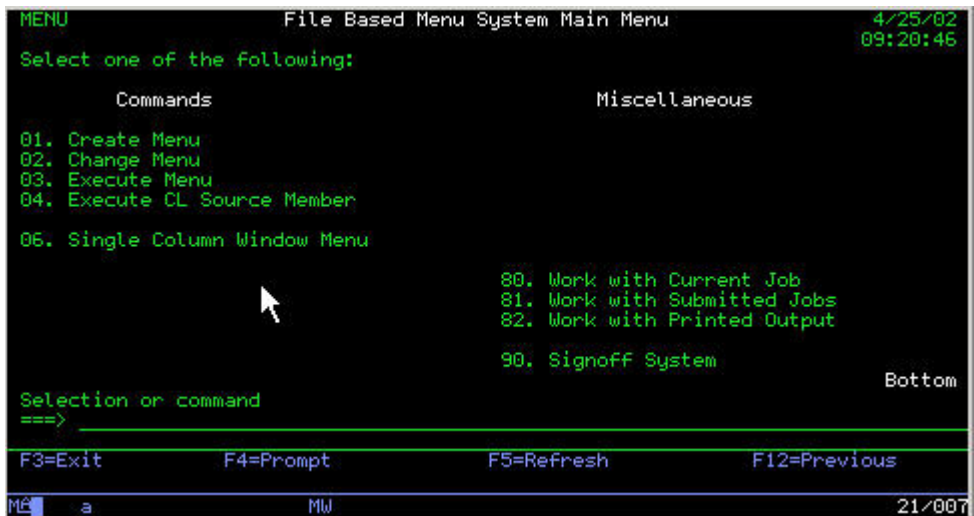 MENU File Based Menu System Main Menu 4/25/02
09:20:46
Select one of the following:
Commands Miscellaneous
01. Create Menu
02. Change Menu
03. Execute Menu
04. Execute CL Source Member
06. Single Column Window Menu
80. Work with Current Job
81. Work with Submitted Jobs
82. Work with Printed Output
90. Signoff System
Bottom
Selection or command
===>
F3=Exit F4=Prompt F5=Refresh F12=Previous
a MW 21/007